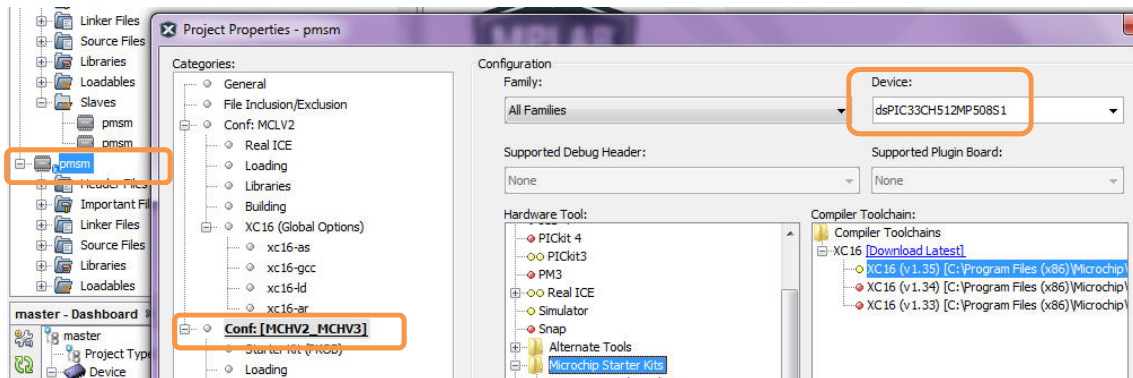 Linker Files
Source Files
Libraries
Loadables
Slaves
pmsm
pmsm
pmsm
Header Files
Important Fil
Linker Files
Source Files
Libraries
Loadables
master - Dashboard
master
Project Type
Device
Project Properties - pmsm
MPLAB
Categories:
General
File Inclusion/Exclusion
Conf: MCLV2
Real ICE
Loading
Libraries
Building
XC16 (Global Options)
xc16-as
xc16-gcc
xc16-ld
xc16-ar
Conf: [MCHV2_MCHV3]
Starter Kit (PKOB)
Loading
Configuration
Family:
All Families
Device:
dsPIC33CH512MP508S1
Supported Debug Header:
None
Supported Plugin Board:
None
Hardware Tool:
PICkit 4
PICkit3
PM3
Real ICE
Simulator
Snap
Alternate Tools
Microchip Starter Kits
Compiler Toolchain:
Compiler Toolchains
XC16 [Download Latest]
XC16 (v1.35) [C:\Program Files (x86)\Microchip\
XC16 (v1.34) [C:\Program Files (x86)\Microchip\
XC16 (v1.33) [C:\Program Files (x86)\Microchip\